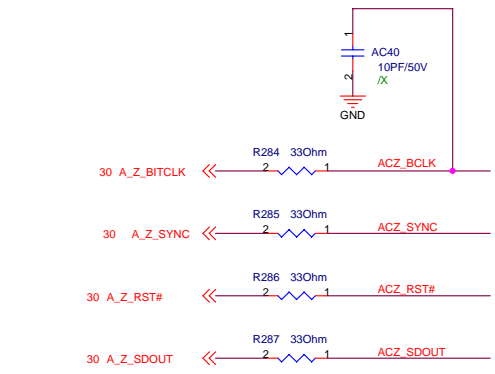 1
AC40
10PF/50V
/X
2
GND
R284 33Ohm
30 A_Z_BITCLK 2 1 ACZ_BCLK
R285 33Ohm
30 A_Z_SYNC 2 1 ACZ_SYNC
R286 33Ohm
30 A_Z_RST# 2 1 ACZ_RST#
R287 33Ohm
30 A_Z_SDOUT 2 1 ACZ_SDOUT